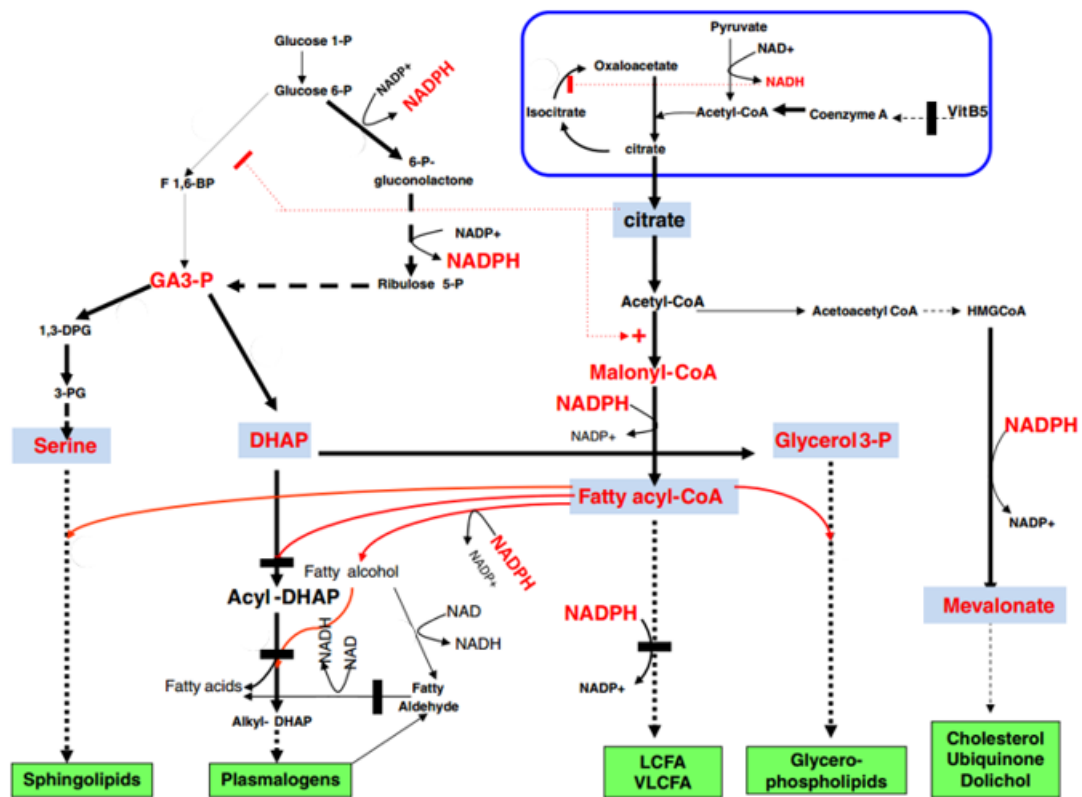 Glucose 1-P
Glucose 6-P
NADP+
NADPH
F 1,6-BP
6-P-
gluconolactone
NADP+
NADPH
GA3-P
Ribulose 5-P
1,3-DPG
3-PG
Serine
DHAP
Pyruvate
NAD+
NADH
Oxaloacetate
Isocitrate
Acetyl-CoA
Coenzyme A
VitB5
citrate
citrate
Acetyl-CoA
Acetoacetyl CoA
HMGCoA
+
Malonyl-CoA
NADPH
NADP+
Glycerol 3-P
NADPH
NADP+
Fatty acyl-CoA
NADPH
NADP+
Fatty alcohol
Acyl-DHAP
NAD
NADH
NADH
NAD
Fatty acids
Fatty
Aldehyde
Alkyl- DHAP
NADPH
NADP+
Mevalonate
Sphingolipids
Plasmalogens
LCFA
VLCFA
Glycero-
phospholipids
Cholesterol
Ubiquinone
Dolichol